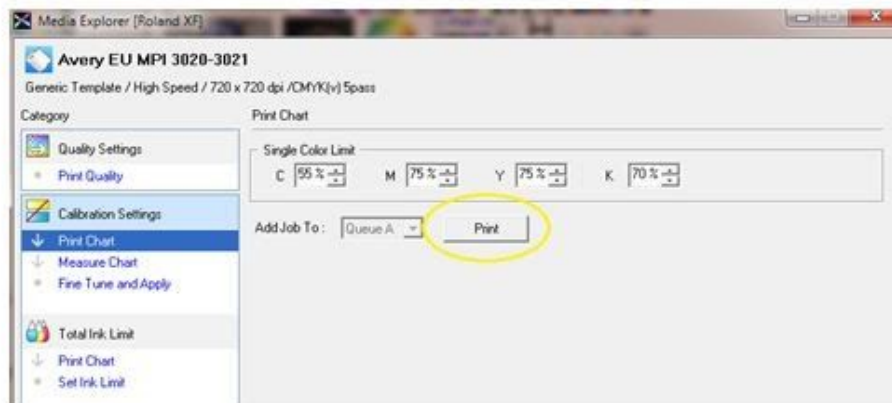 Media Explorer [Roland XF]
Avery EU MPI 3020-3021
Generic Template / High Speed / 720 x 720 dpi /CMYK(v) 5pass
Category
Quality Settings
Print Quality
Calibration Settings
Print Chart
Measure Chart
Fine Tune and Apply
Total Ink Limit
Print Chart
Set Ink Limit
Print Chart
Single Color Limit
C 55 % M 75 % Y 75 % K 70 %
Add Job To : Queue A Print